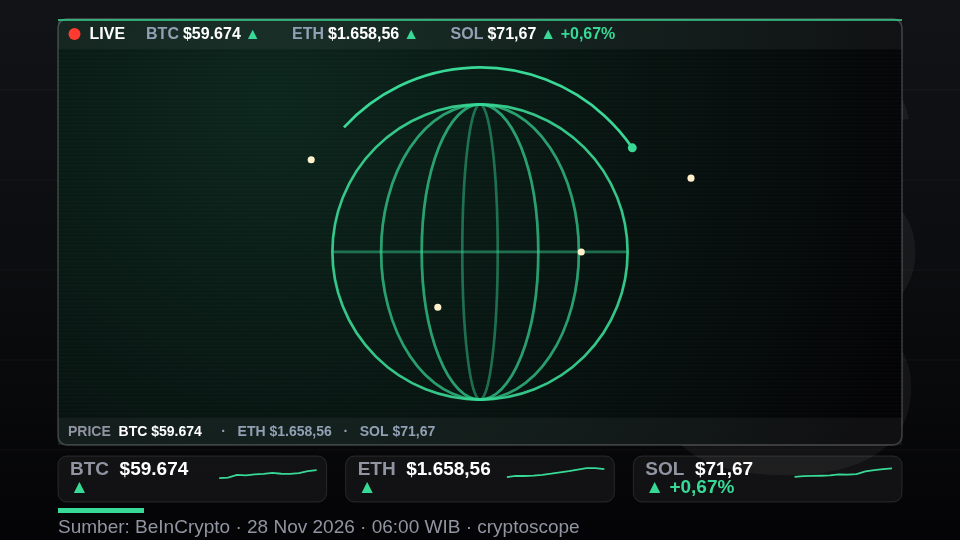 LIVE BTC $59.674 ▲ ETH $1.658,56 ▲ SOL $71,67 ▲ +0,67%
PRICE BTC $59.674 · ETH $1.658,56 · SOL $71,67
BTC $59.674
▲
ETH $1.658,56
▲
SOL $71,67
▲ +0,67%
Sumber: BeInCrypto · 28 Nov 2026 · 06:00 WIB · cryptoscope